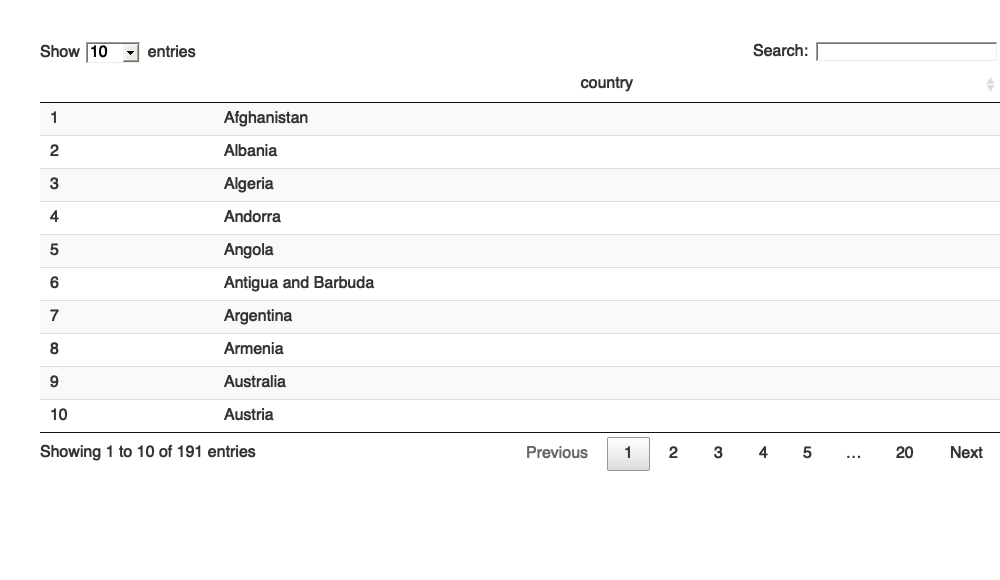 Show 10 entries Search:
country
1 Afghanistan
2 Albania
3 Algeria
4 Andorra
5 Angola
6 Antigua and Barbuda
7 Argentina
8 Armenia
9 Australia
10 Austria
Showing 1 to 10 of 191 entries Previous 1 2 3 4 5 … 20 Next